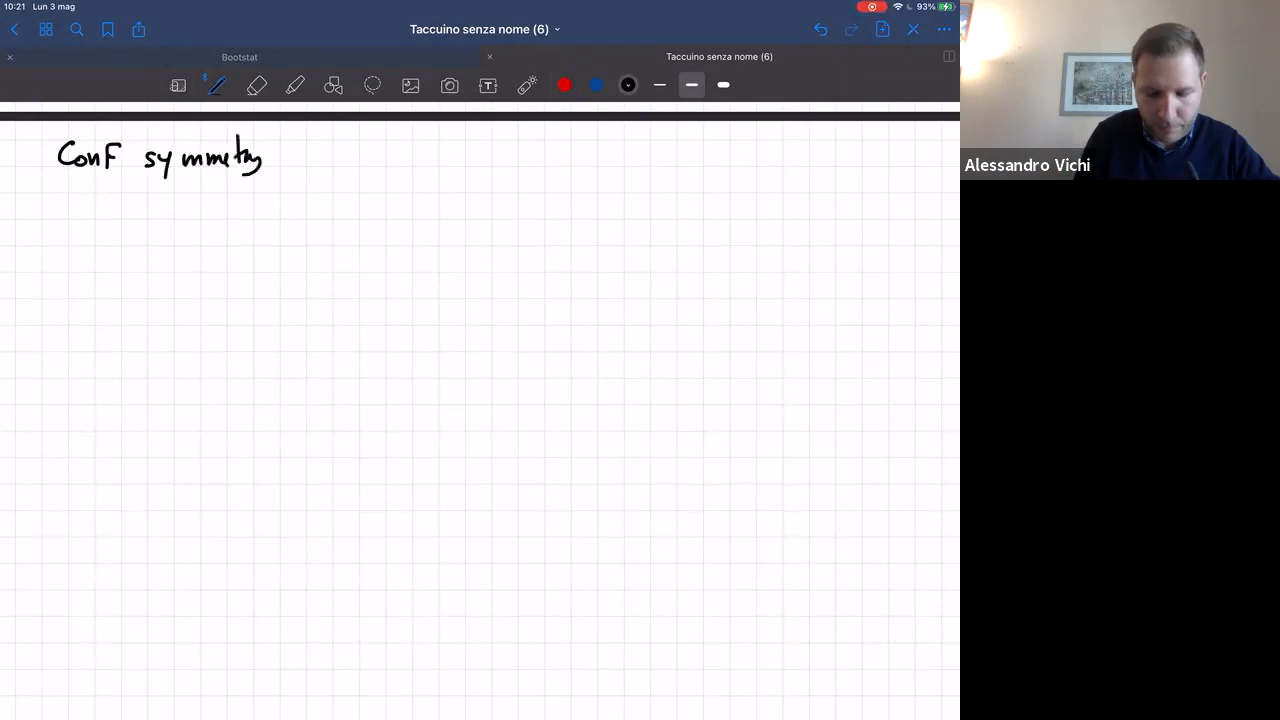 10:21 Lun 3 mag 93%
Taccuino senza nome (6)
Bootstat Taccuino senza nome (6)
T
Conf symmetry
Alessandro Vichi